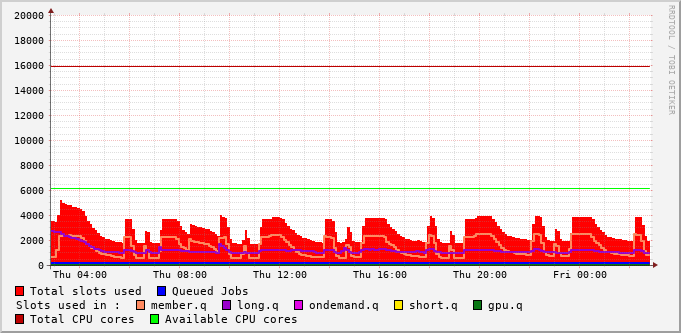 20000
18000
16000
14000
12000
10000
8000
6000
4000
2000
0
Thu 04:00 Thu 08:00 Thu 12:00 Thu 16:00 Thu 20:00 Fri 00:00
RRDTOOL / TOBI OETIKER
Total slots used Queued Jobs
Slots used in : member.q long.q ondemand.q short.q gpu.q
Total CPU cores Available CPU cores